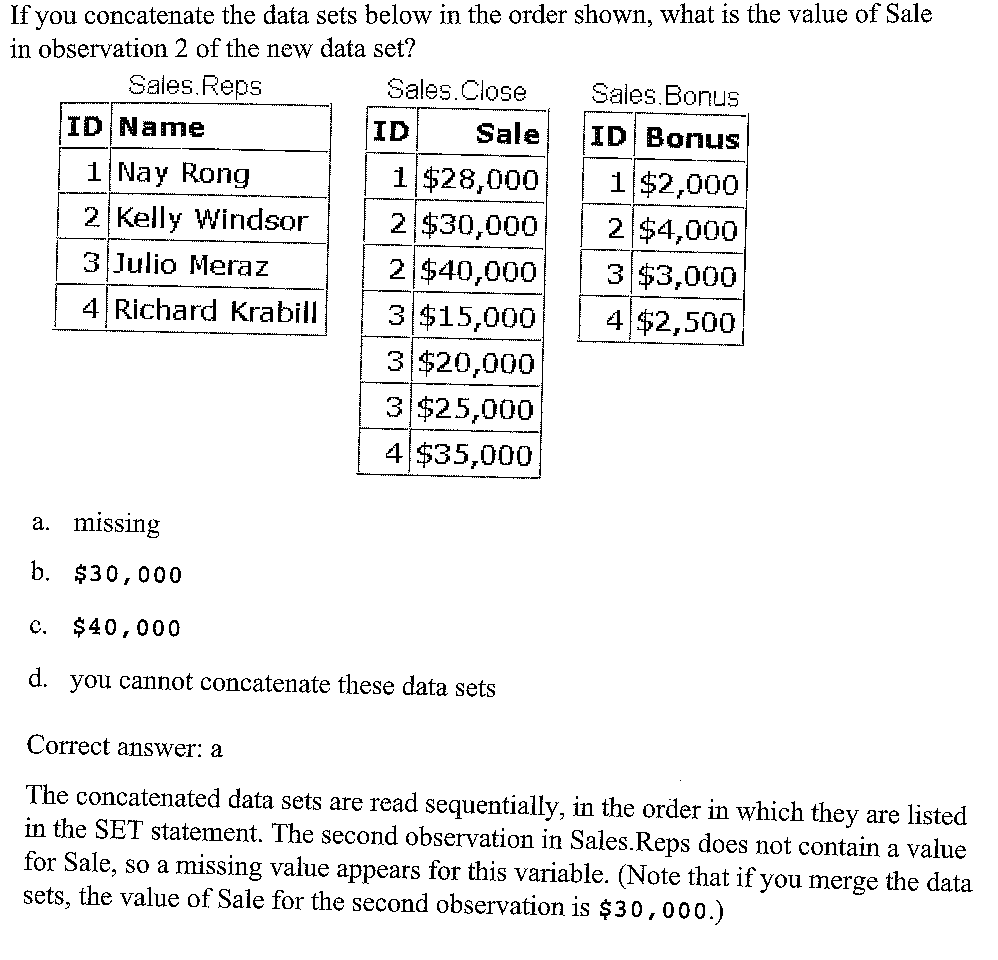 If you concatenate the data sets below in the order shown, what is the value of Sale
in observation 2 of the new data set?
Sales.Reps
ID Name
1 Nay Rong
2 Kelly Windsor
3 Julio Meraz
4 Richard Krabill
Sales.Close
ID Sale
1 $28,000
2 $30,000
2 $40,000
3 $15,000
3 $20,000
3 $25,000
4 $35,000
Sales.Bonus
ID Bonus
1 $2,000
2 $4,000
3 $3,000
4 $2,500
a. missing
b. $30,000
c. $40,000
d. you cannot concatenate these data sets
Correct answer: a
The concatenated data sets are read sequentially, in the order in which they are listed
in the SET statement. The second observation in Sales.Reps does not contain a value
for Sale, so a missing value appears for this variable. (Note that if you merge the data
sets, the value of Sale for the second observation is $30,000.)